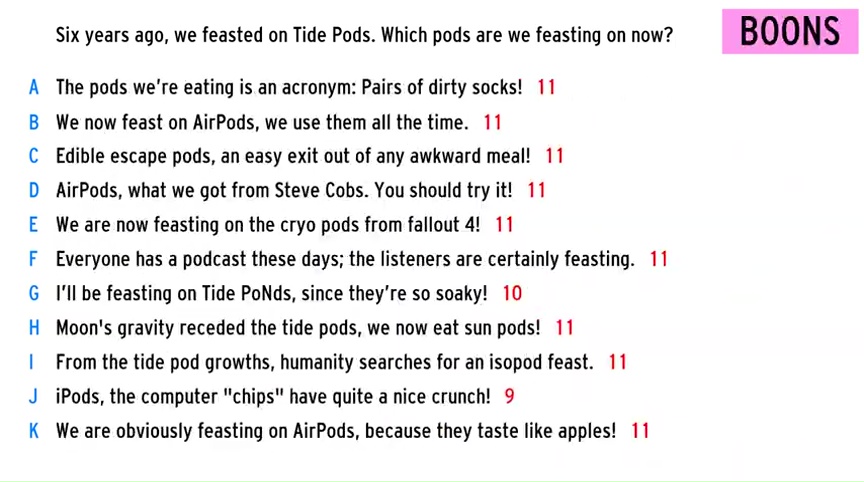 Six years ago, we feasted on Tide Pods. Which pods are we feasting on now?
BOONS
A The pods we're eating is an acronym: Pairs of dirty socks! 11
B We now feast on AirPods, we use them all the time. 11
C Edible escape pods, an easy exit out of any awkward meal! 11
D AirPods, what we got from Steve Cobs. You should try it! 11
E We are now feasting on the cryo pods from fallout 4! 11
F Everyone has a podcast these days; the listeners are certainly feasting. 11
G I'll be feasting on Tide PoNds, since they're so soaky! 10
H Moon's gravity receded the tide pods, we now eat sun pods! 11
I From the tide pod growths, humanity searches for an isopod feast. 11
J iPods, the computer "chips" have quite a nice crunch! 9
K We are obviously feasting on AirPods, because they taste like apples! 11